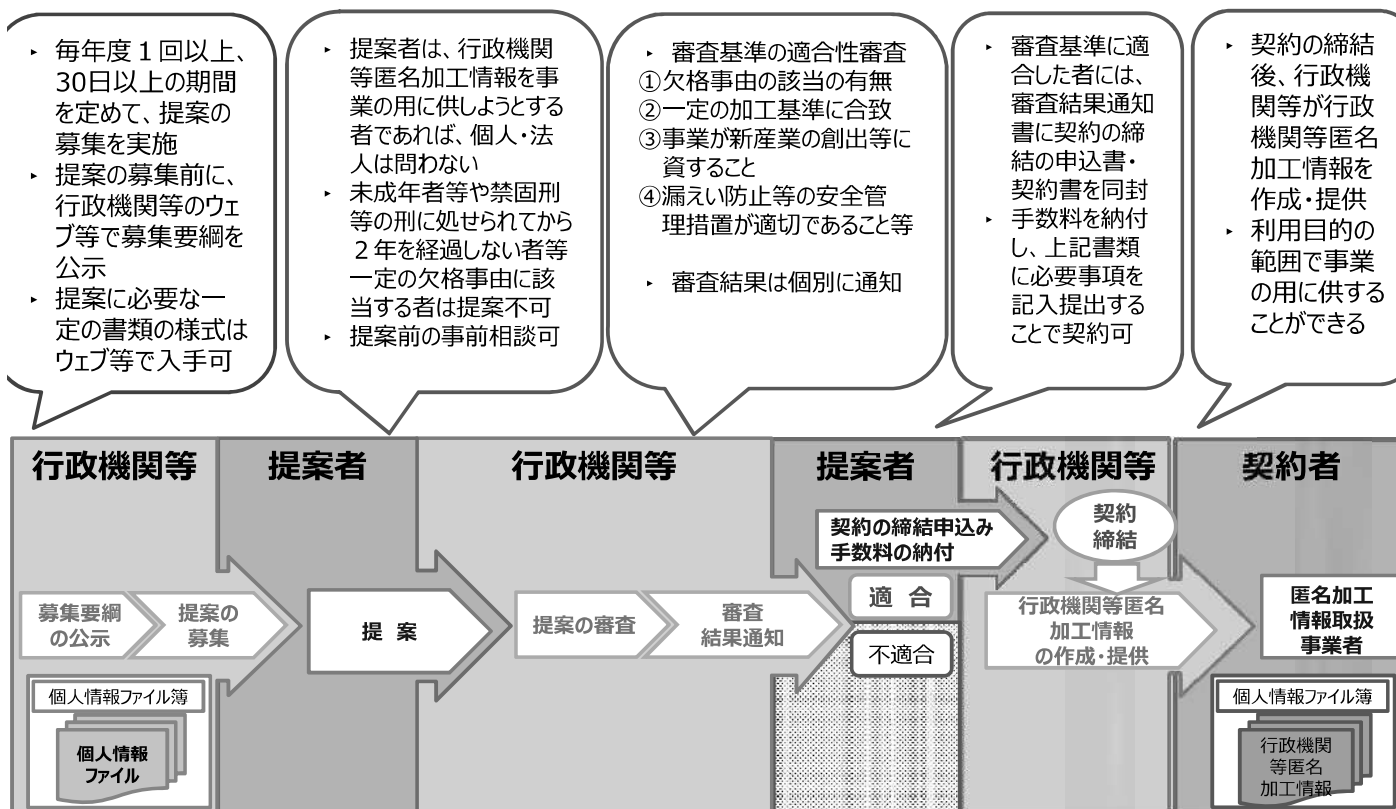 ‣ 毎年度１回以上、
30日以上の期間
を定めて、提案の
募集を実施
‣ 提案の募集前に、
行政機関等のウェ
ブ等で募集要綱を
公示
‣ 提案に必要な一
定の書類の様式は
ウェブ等で入手可
‣ 提案者は、行政機関
等匿名加工情報を事
業の用に供しようとする
者であれば、個人・法
人は問わない
‣ 未成年者等や禁固刑
等の刑に処せられてから
２年を経過しない者等
一定の欠格事由に該
当する者は提案不可
‣ 提案前の事前相談可
‣ 審査基準の適合性審査
①欠格事由の該当の有無
②一定の加工基準に合致
③事業が新産業の創出等に
資すること
④漏えい防止等の安全管
理措置が適切であること等
‣ 審査結果は個別に通知
‣ 審査基準に適
合した者には、
審査結果通知
書に契約の締
結の申込書・
契約書を同封
‣ 手数料を納付
し、上記書類
に必要事項を
記入提出する
ことで契約可
‣ 契約の締結
後、行政機
関等が行政
機関等匿名
加工情報を
作成・提供
‣ 利用目的の
範囲で事業
の用に供する
ことができる
行政機関等
募集要綱
の公示
提案の
募集
個人情報ファイル簿
個人情報
ファイル
提案者
提 案
行政機関等
提案の審査
審査
結果通知
提案者
契約の締結申込み
手数料の納付
適 合
不適合
行政機関等
契約
締結
行政機関等匿名
加工情報
の作成・提供
契約者
匿名加工
情報取扱
事業者
個人情報ファイル簿
行政機関
等匿名
加工情報